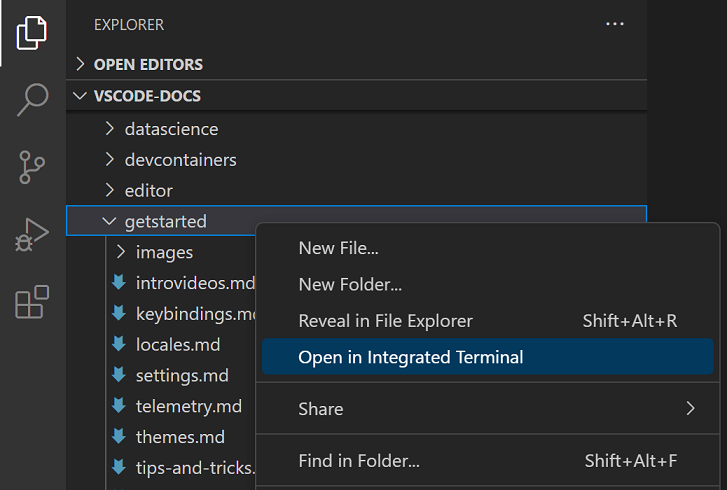 EXPLORER
OPEN EDITORS
VSCODE-DOCS
datascience
devcontainers
editor
getstarted
images
introvideos.md
keybindings.m
locales.md
settings.md
telemetry.md
themes.md
tips-and-tricks.
New File...
New Folder...
Reveal in File Explorer Shift+Alt+R
Open in Integrated Terminal
Share
Find in Folder... Shift+Alt+F